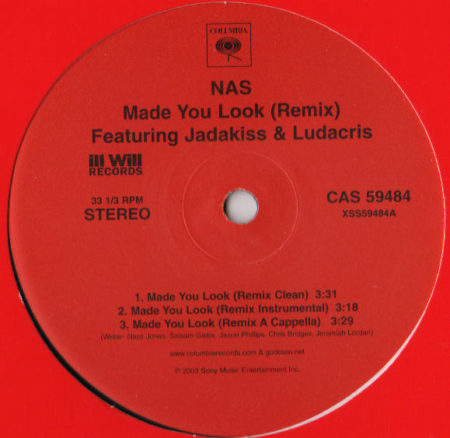 COLUMBIA
NAS
Made You Look (Remix)
Featuring Jadakiss & Ludacris
ill Will
RECORDS
33 1/3 RPM
STEREO
CAS 59484
XSS59484A
1. Made You Look (Remix Clean) 3:31
2. Made You Look (Remix Instrumental) 3:18
3. Made You Look (Remix A Cappella) 3:29
(Writer: Nasir Jones, Salaam Gibbs, Jason Phillips, Chris Bridges, Jeremiah Lordan)
www.columbiarecords.com &
© 2003 Sony Music Entertainment Inc.